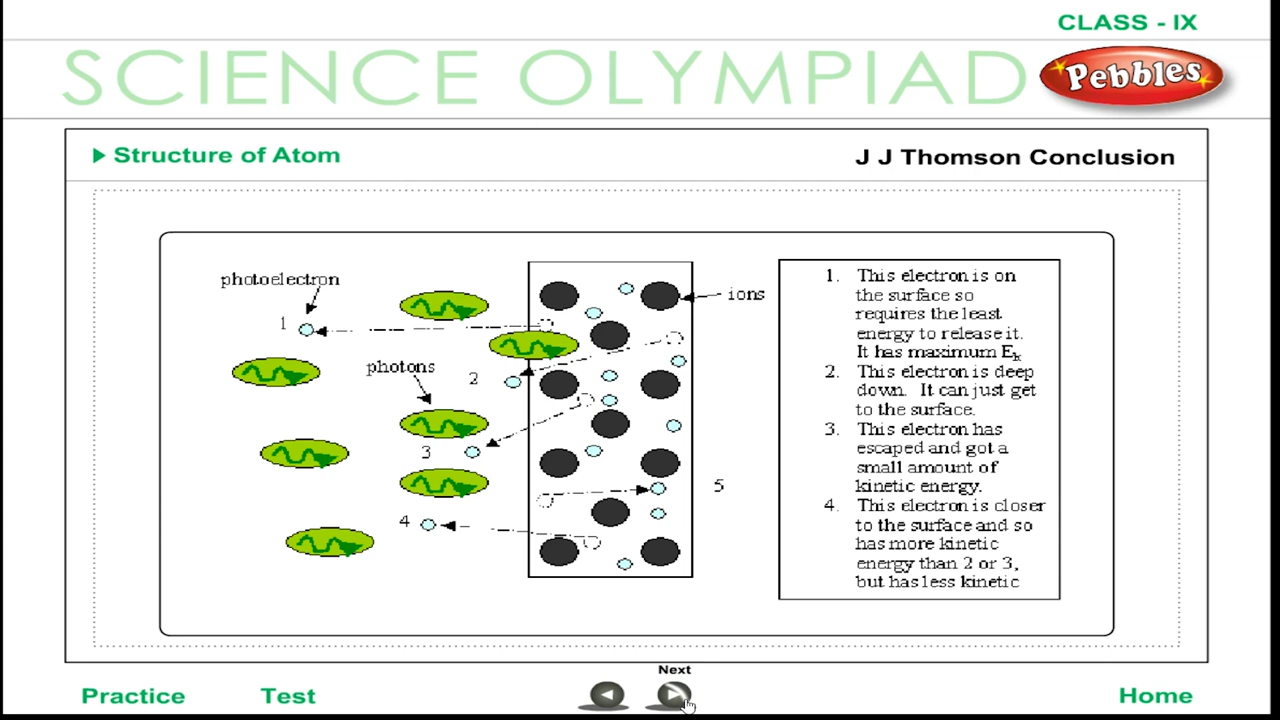 CLASS - IX
SCIENCE OLYMPIAD
Pebbles
Structure of Atom
J J Thomson Conclusion
photoelectron
1
photons
2
3
4
ions
5
1. This electron is on
the surface so
requires the least
energy to release it.
It has maximum Ek
2. This electron is deep
down. It can just get
to the surface.
3. This electron has
escaped and got a
small amount of
kinetic energy.
4. This electron is closer
to the surface and so
has more kinetic
energy than 2 or 3,
but has less kinetic
Next
Practice
Test
Home